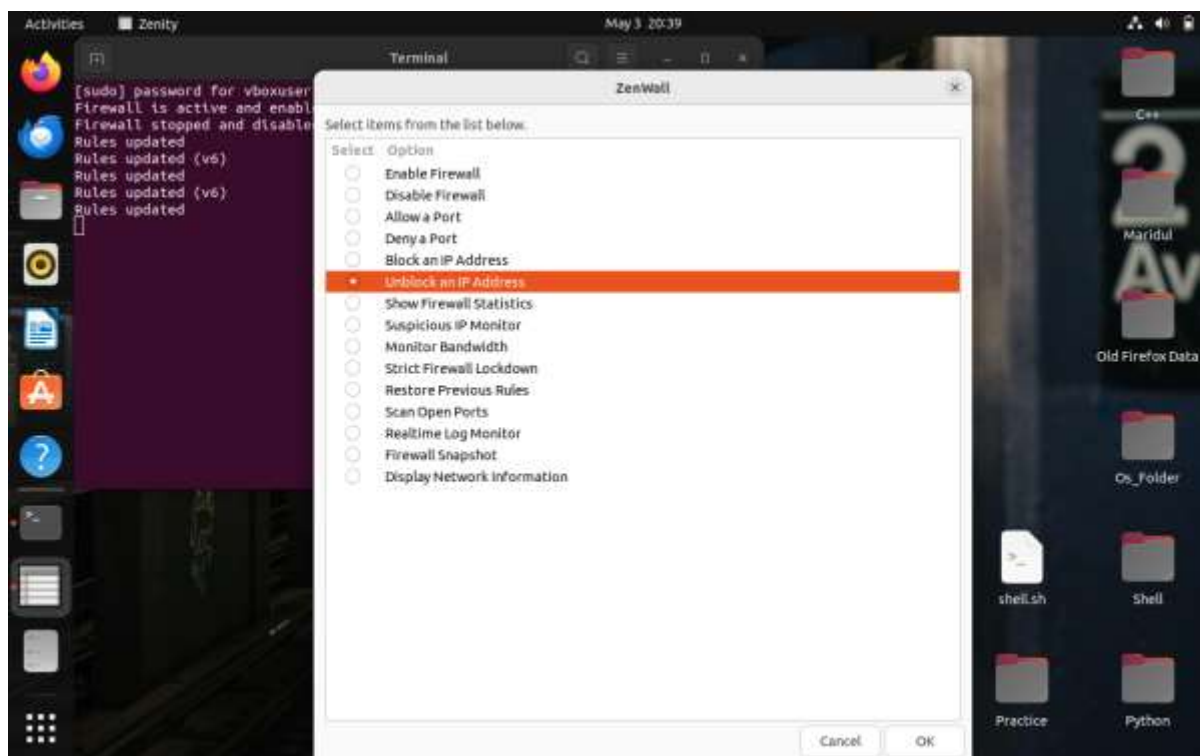 Activities
Zenity
May 3 20:39
Terminal
[sudo] password for vboxuser
Firewall is active and enabl
Firewall stopped and disable
Rules updated
Rules updated (v6)
Rules updated
Rules updated (v6)
Rules updated
ZenWall
Select items from the list below.
Select Option
Enable Firewall
Disable Firewall
Allow a Port
Deny a Port
Block an IP Address
Unblock an IP Address
Show Firewall Statistics
Suspicious IP Monitor
Monitor Bandwidth
Strict Firewall Lockdown
Restore Previous Rules
Scan Open Ports
Realtime Log Monitor
Firewall Snapshot
Display Network Information
Cancel
OK
C++
2
Maridul
Av
Old Firefox Data
Os_Folder
shell.sh
Shell
Practice
Python